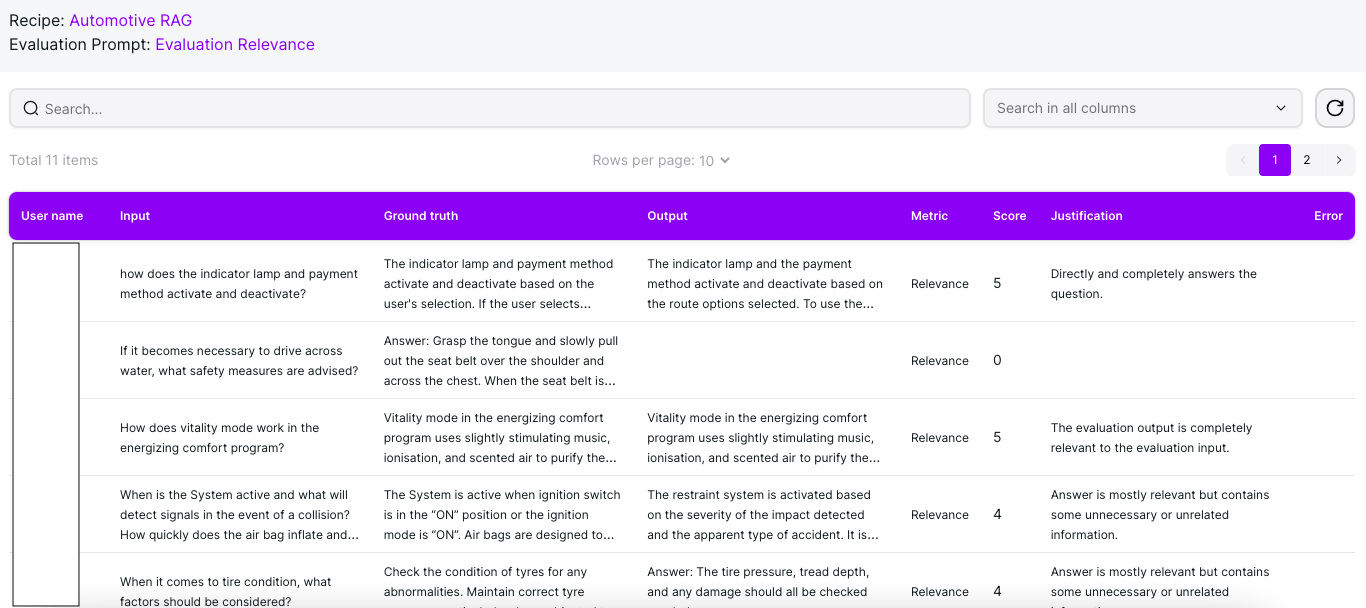 Recipe: Automotive RAG
Evaluation Prompt: Evaluation Relevance
Search...
Search in all columns
Total 11 items
Rows per page: 10
1
2
User name
Input
Ground truth
Output
Metric
Score
Justification
Error
how does the indicator lamp and payment
method activate and deactivate?
The indicator lamp and payment method
activate and deactivate based on the
user's selection. If the user selects...
The indicator lamp and the payment
method activate and deactivate based on
the route options selected. To use the...
Relevance
5
Directly and completely answers the
question.
If it becomes necessary to drive across
water, what safety measures are advised?
Answer: Grasp the tongue and slowly pull
out the seat belt over the shoulder and
across the chest. When the seat belt is...
Relevance
0
How does vitality mode work in the
energizing comfort program?
Vitality mode in the energizing comfort
program uses slightly stimulating music,
ionisation, and scented air to purify the...
Vitality mode in the energizing comfort
program uses slightly stimulating music,
ionisation, and scented air to purify the...
Relevance
5
The evaluation output is completely
relevant to the evaluation input.
When is the System active and what will
detect signals in the event of a collision?
How quickly does the air bag inflate and...
The System is active when ignition switch
is in the “ON” position or the ignition
mode is “ON”. Air bags are designed to...
The restraint system is activated based
on the severity of the impact detected
and the apparent type of accident. It is...
Relevance
4
Answer is mostly relevant but contains
some unnecessary or unrelated
information.
When it comes to tire condition, what
factors should be considered?
Check the condition of tyres for any
abnormalities. Maintain correct tyre
Answer: The tire pressure, tread depth,
and any damage should all be checked
Relevance
4
Answer is mostly relevant but contains
some unnecessary or unrelated